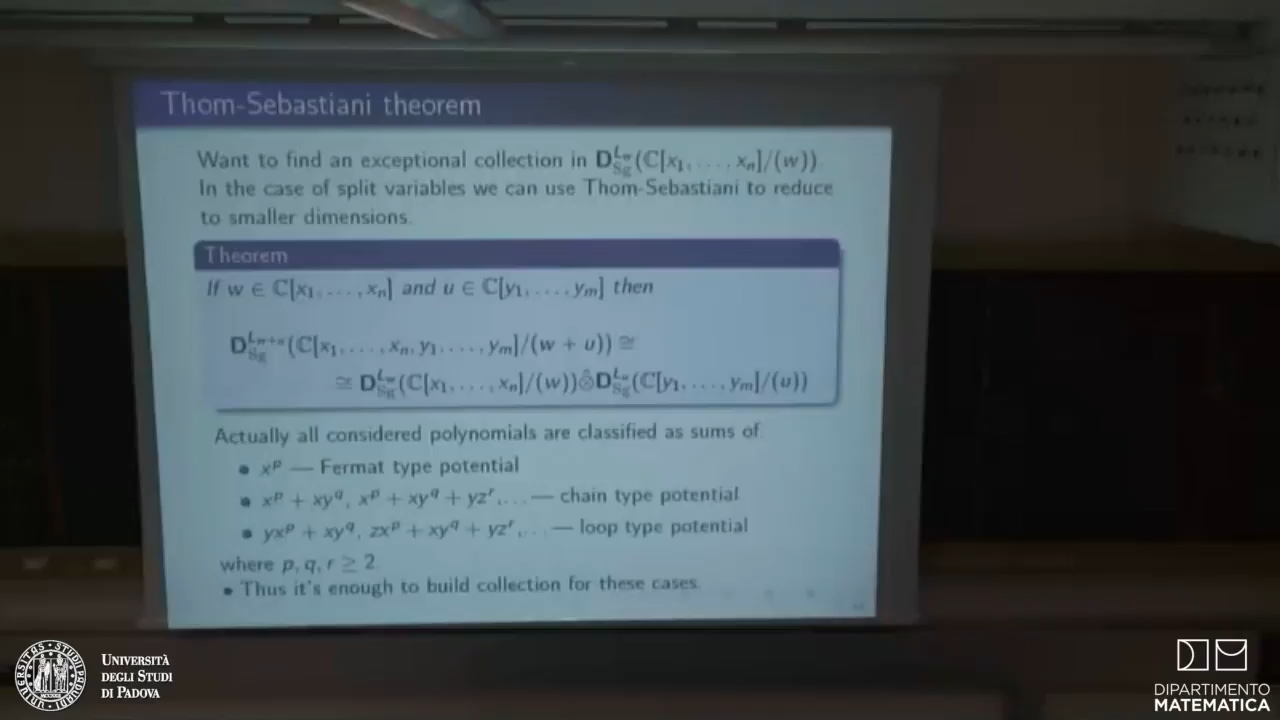 Thom-Sebastiani theorem
Want to find an exceptional collection in D_{Sg}^{L_w}(ℂ[x_1, . . . , x_n]/(w)).
In the case of split variables we can use Thom-Sebastiani to reduce
to smaller dimensions.
Theorem
If w ∈ ℂ[x_1, . . . , x_n] and u ∈ ℂ[y_1, . . . , y_m] then
D_{Sg}^{L_{w+u}}(ℂ[x_1, . . . , x_n, y_1, . . . , y_m]/(w + u)) ≅
≅ D_{Sg}^{L_w}(ℂ[x_1, . . . , x_n]/(w))⊗̂D_{Sg}^{L_u}(ℂ[y_1, . . . , y_m]/(u))
Actually all considered polynomials are classified as sums of
• x^p — Fermat type potential
• x^p + xy^q, x^p + xy^q + yz^r, . . . — chain type potential
• yx^p + xy^q, zx^p + xy^q + yz^r, . . . — loop type potential
where p, q, r ≥ 2
• Thus it's enough to build collection for these cases.
UNIVERSITÀ
DEGLI STUDI
DI PADOVA
DIPARTIMENTO
MATEMATICA